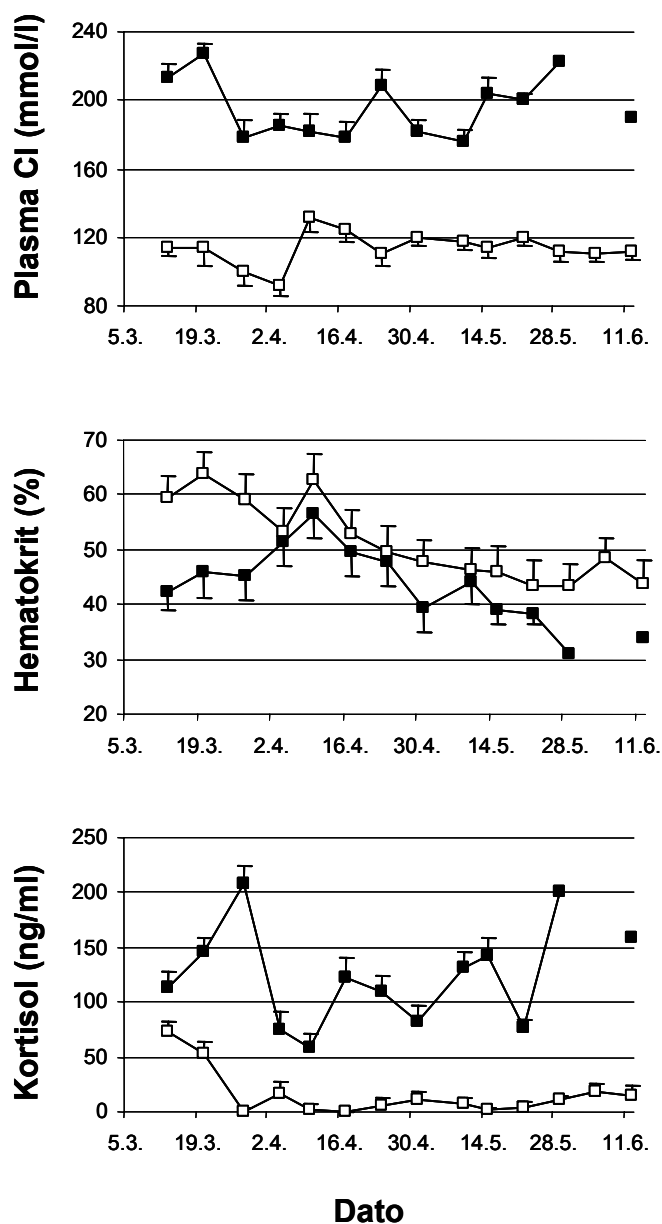 Plasma Cl (mmol/l)
240
200
160
120
80
5.3. 19.3. 2.4. 16.4. 30.4. 14.5. 28.5. 11.6.
Hematokrit (%)
70
60
50
40
30
20
5.3. 19.3. 2.4. 16.4. 30.4. 14.5. 28.5. 11.6.
Kortisol (ng/ml)
250
200
150
100
50
0
5.3. 19.3. 2.4. 16.4. 30.4. 14.5. 28.5. 11.6.
Dato